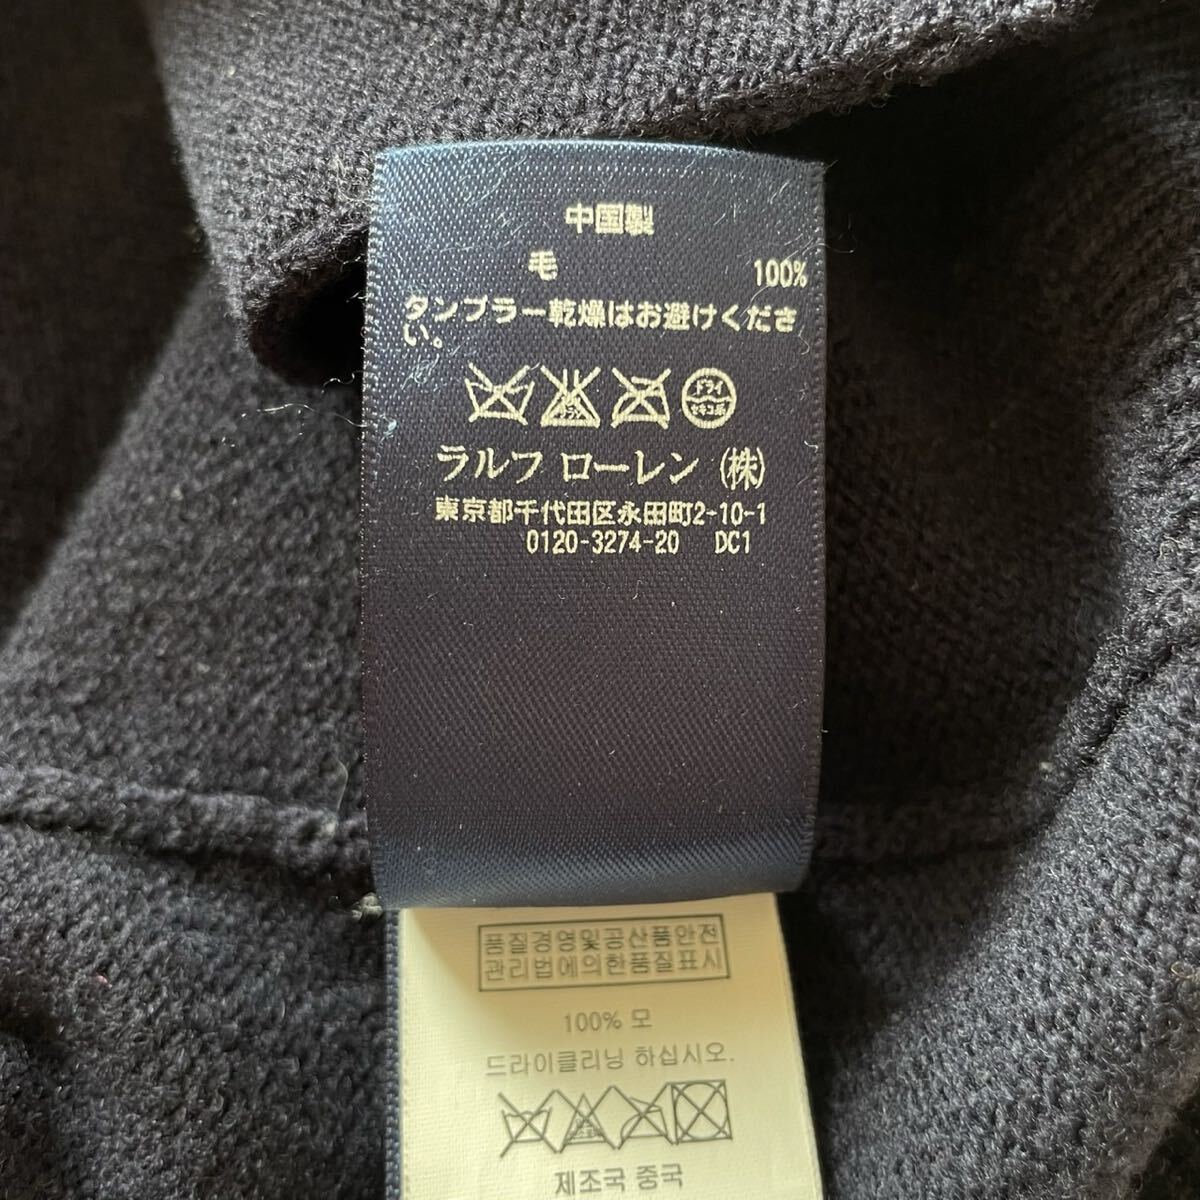 中国製
毛 100%
タンブラー乾燥はお避けくださ
い。
ドライ
セキユ系
ラルフ ローレン (株)
東京都千代田区永田町2-10-1
0120-3274-20 DC1
품질경영및공산품안전
관리법에의한품질표시
100% 모
드라이클리닝 하십시오.
제조국 중국